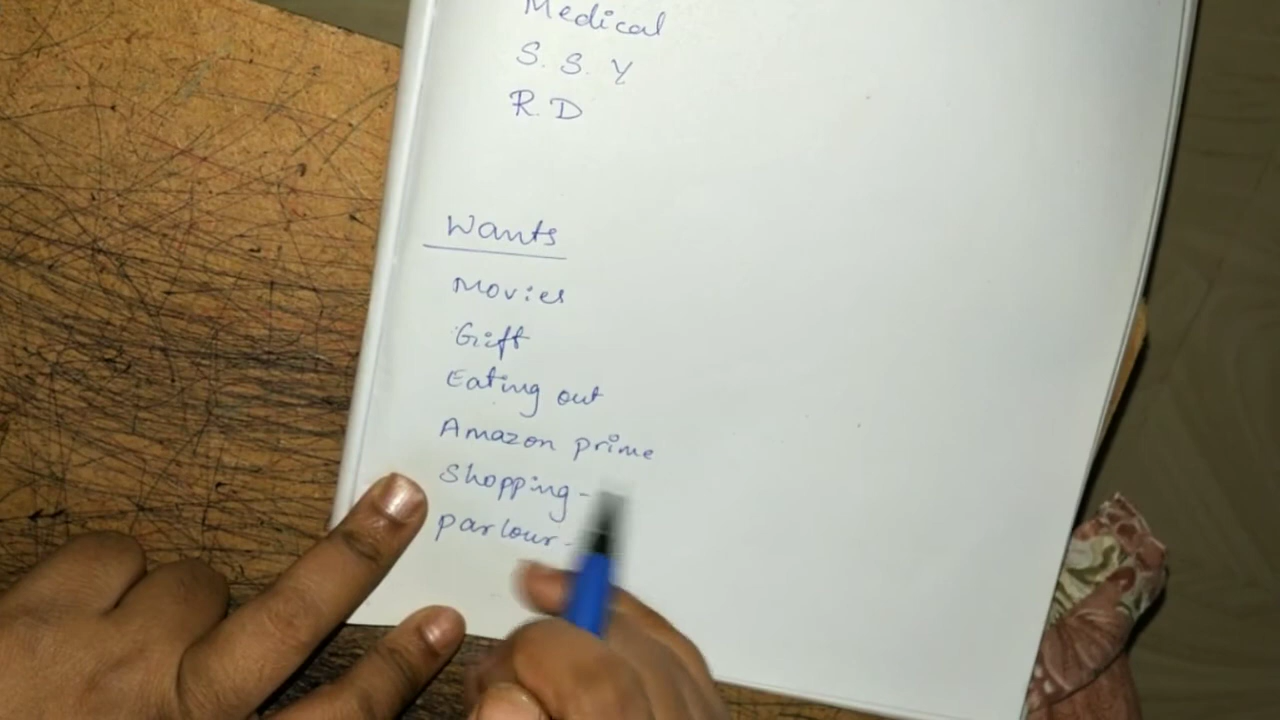 Medical
S. S. Y
R. D
Wants
Movies
Gift
Eating out
Amazon prime
Shopping -
parlour -